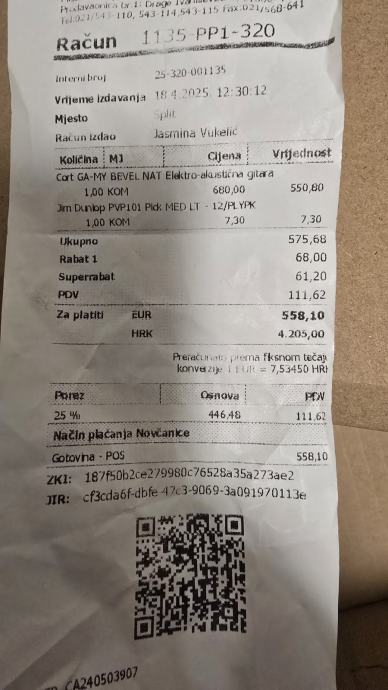 Prodavaonica br 1: Drage
Tel.021/543-110, 543-114,543-115 Fax.021/568-641
Račun 1135-PP1-320
Interni broj 25-320-001135
Vrijeme izdavanja 18.4.2025. 12:30:12
Mjesto Split
Račun izdao Jasmina Vukelić
Količina MJ Cijena Vrijednost
Cort GA-MY BEVEL NAT Elektro-akustična gitara
1,00 KOM 680,00 550,80
Jim Dunlop PVP101 Pick MED LT - 12/PLYPK
1,00 KOM 7,30 7,30
Ukupno 575,68
Rabat 1 68,00
Superrabat 61,20
PDV 111,62
Za platiti EUR 558,10
HRK 4.205,00
Preračunato prema fiksnom tečaj
konverzije 1 EUR = 7,53450 HRK
Porez Osnova PDV
25 % 446,48 111,62
Način plaćanja Novčanice
Gotovina - POS 558,10
ZKI: 187f50b2ce279980c76528a35a273ae2
JIR: cf3cda6f-dbfe-47c3-9069-3a091970113e
CA240503907